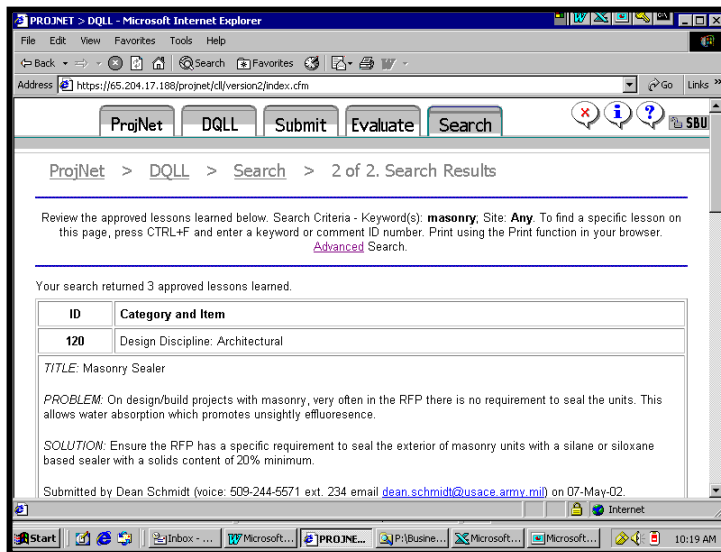 PROJNET > DQLL - Microsoft Internet Explorer
File Edit View Favorites Tools Help
Back Search Favorites
Address https://65.204.17.188/projnet/cll/version2/index.cfm Go Links »
ProjNet DQLL Submit Evaluate Search SBU
ProjNet > DQLL > Search > 2 of 2. Search Results
Review the approved lessons learned below. Search Criteria - Keyword(s): masonry; Site: Any. To find a specific lesson on
this page, press CTRL+F and enter a keyword or comment ID number. Print using the Print function in your browser.
Advanced Search.
Your search returned 3 approved lessons learned.
ID Category and Item
120 Design Discipline: Architectural
TITLE: Masonry Sealer
PROBLEM: On design/build projects with masonry, very often in the RFP there is no requirement to seal the units. This
allows water absorption which promotes unsightly effluoresence.
SOLUTION: Ensure the RFP has a specific requirement to seal the exterior of masonry units with a silane or siloxane
based sealer with a solids content of 20% minimum.
Submitted by Dean Schmidt (voice: 509-244-5571 ext. 234 email dean.schmidt@usace.army.mil) on 07-May-02.
Internet
Start Inbox - ... Microsoft... PROJNE... P:\Busine... Microsoft... Microsoft... 10:19 AM